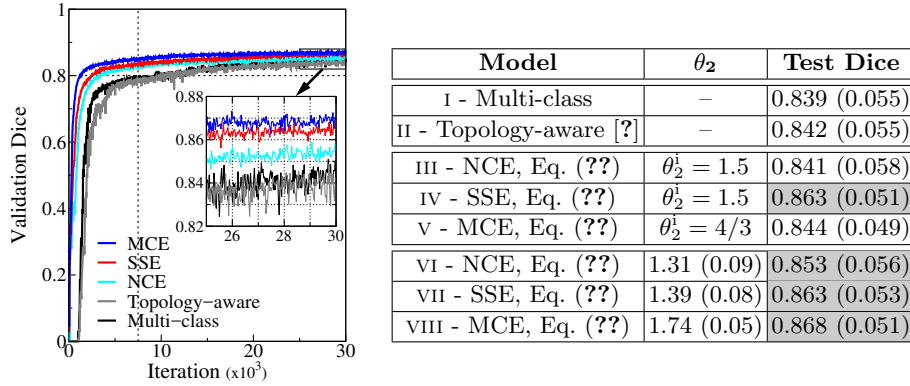 1
0.8
0.6
0.4
0.2
0
Validation Dice
0.88
0.86
0.84
0.82
26
28
30
MCE
SSE
NCE
Topology-aware
Multi-class
0
10
20
30
Iteration (x10³)
Model θ₂ Test Dice
I - Multi-class – 0.839 (0.055)
II - Topology-aware [?] – 0.842 (0.055)
III - NCE, Eq. (??) θ₂ⁱ = 1.5 0.841 (0.058)
IV - SSE, Eq. (??) θ₂ⁱ = 1.5 0.863 (0.051)
V - MCE, Eq. (??) θ₂ⁱ = 4/3 0.844 (0.049)
VI - NCE, Eq. (??) 1.31 (0.09) 0.853 (0.056)
VII - SSE, Eq. (??) 1.39 (0.08) 0.863 (0.053)
VIII - MCE, Eq. (??) 1.74 (0.05) 0.868 (0.051)